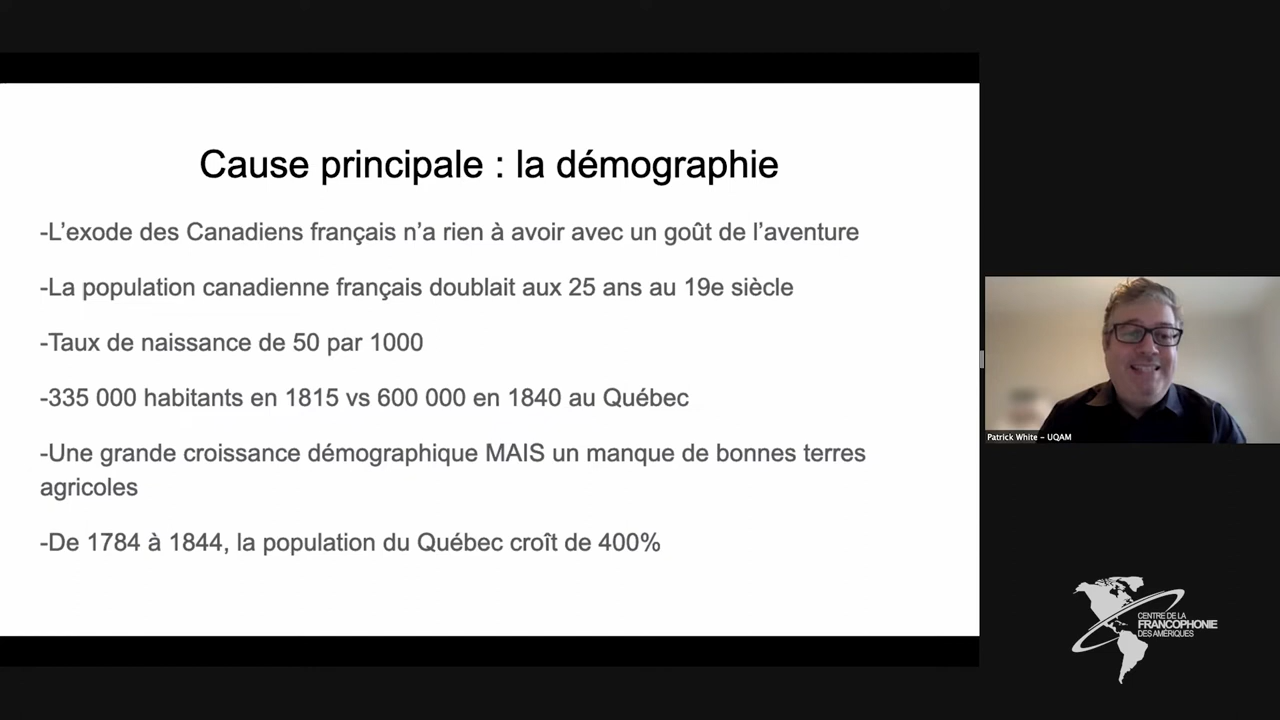 Cause principale : la démographie
-L’exode des Canadiens français n’a rien à avoir avec un goût de l’aventure
-La population canadienne français doublait aux 25 ans au 19e siècle
-Taux de naissance de 50 par 1000
-335 000 habitants en 1815 vs 600 000 en 1840 au Québec
-Une grande croissance démographique MAIS un manque de bonnes terres
agricoles
-De 1784 à 1844, la population du Québec croît de 400%
Patrick White – UQAM
CENTRE DE LA
FRANCOPHONIE
DES AMÉRIQUES